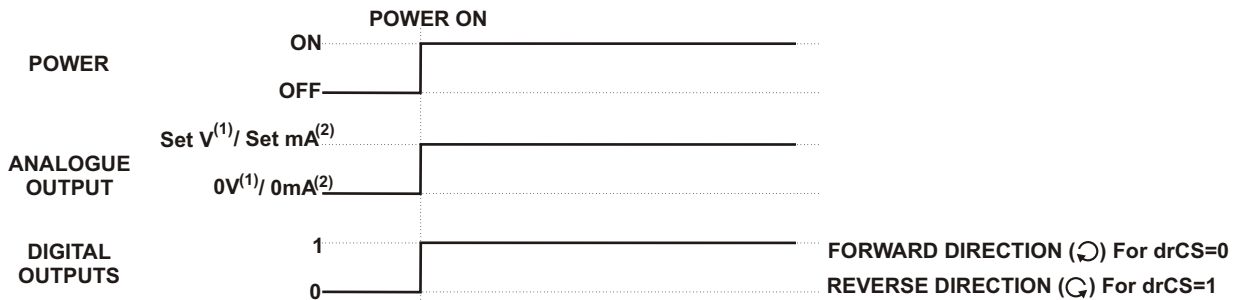 POWER ON
POWER
ON
OFF
ANALOGUE
OUTPUT
Set V(1)/ Set mA(2)
0V(1)/ 0mA(2)
DIGITAL
OUTPUTS
1
0
FORWARD DIRECTION (↻) For drCS=0
REVERSE DIRECTION (↺) For drCS=1